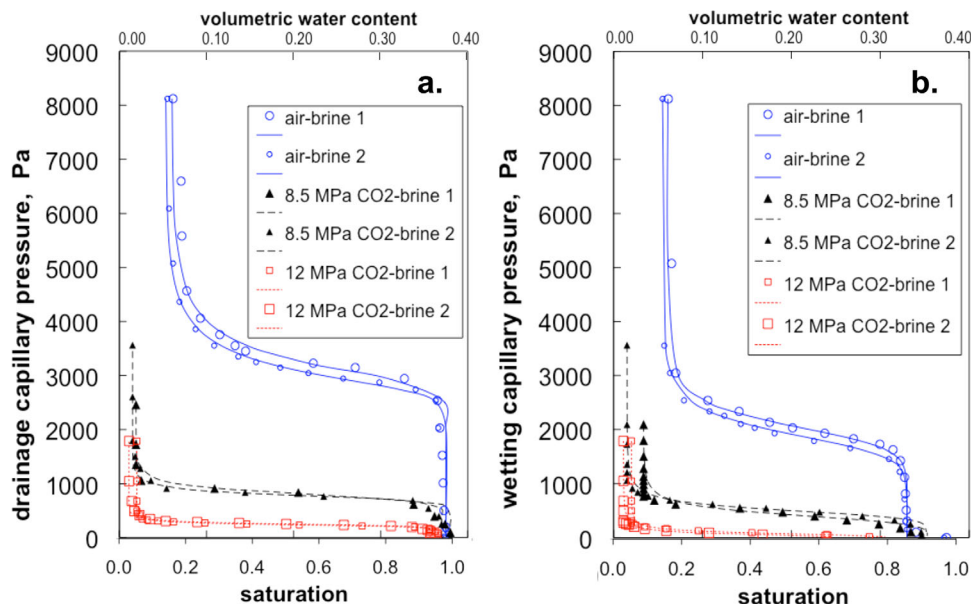 volumetric water content
0.00 0.10 0.20 0.30 0.40
9000
8000
7000
6000
5000
4000
3000
2000
1000
0
drainage capillary pressure, Pa
a.
air-brine 1
air-brine 2
8.5 MPa CO2-brine 1
8.5 MPa CO2-brine 2
12 MPa CO2-brine 1
12 MPa CO2-brine 2
0.0 0.2 0.4 0.6 0.8 1.0
saturation
volumetric water content
0.00 0.10 0.20 0.30 0.40
9000
8000
7000
6000
5000
4000
3000
2000
1000
0
wetting capillary pressure, Pa
b.
air-brine 1
air-brine 2
8.5 MPa CO2-brine 1
8.5 MPa CO2-brine 2
12 MPa CO2-brine 1
12 MPa CO2-brine 2
0.0 0.2 0.4 0.6 0.8 1.0
saturation